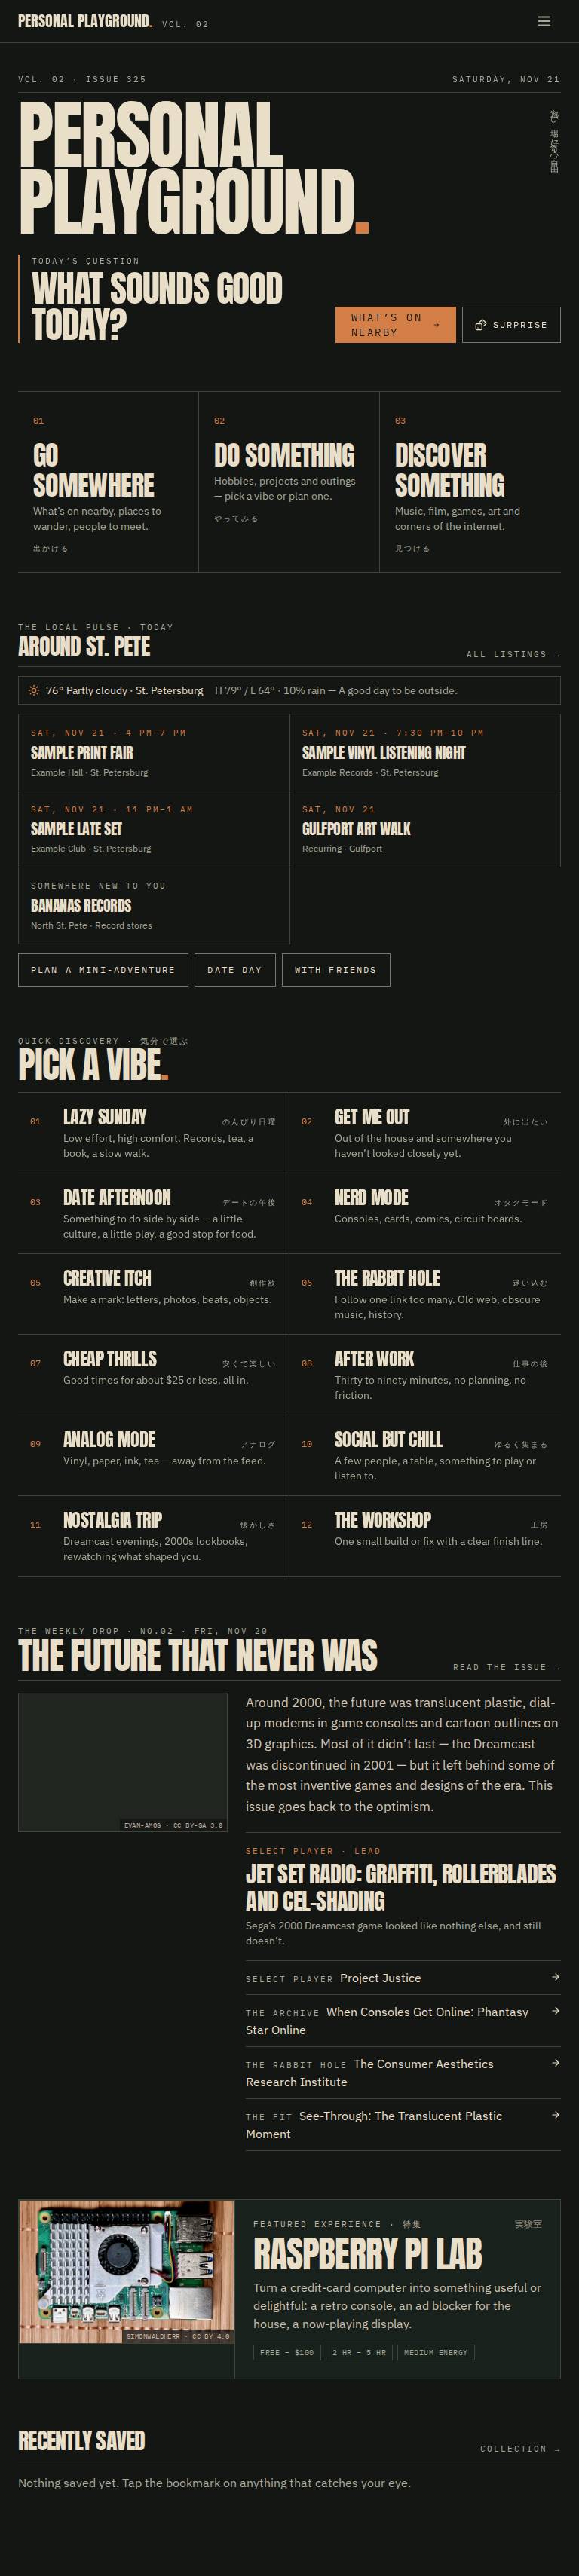 PERSONAL PLAYGROUND. VOL. 02
VOL. 02 · ISSUE 325
SATURDAY, NOV 21
PERSONAL
PLAYGROUND.
TODAY'S QUESTION
WHAT SOUNDS GOOD
TODAY?
WHAT'S ON
NEARBY →
SURPRISE
01
GO
SOMEWHERE
What's on nearby, places to
wander, people to meet.
出かける
02
DO SOMETHING
Hobbies, projects and outings
— pick a vibe or plan one.
やってみる
03
DISCOVER
SOMETHING
Music, film, games, art and
corners of the internet.
見つける
THE LOCAL PULSE · TODAY
AROUND ST. PETE
ALL LISTINGS →
76° Partly cloudy · St. Petersburg H 79° / L 64° · 10% rain — A good day to be outside.
SAT, NOV 21 · 4 PM–7 PM
SAMPLE PRINT FAIR
Example Hall · St. Petersburg
SAT, NOV 21 · 7:30 PM–10 PM
SAMPLE VINYL LISTENING NIGHT
Example Records · St. Petersburg
SAT, NOV 21 · 11 PM–1 AM
SAMPLE LATE SET
Example Club · St. Petersburg
SAT, NOV 21
GULFPORT ART WALK
Recurring · Gulfport
SOMEWHERE NEW TO YOU
BANANAS RECORDS
North St. Pete · Record stores
PLAN A MINI-ADVENTURE
DATE DAY
WITH FRIENDS
QUICK DISCOVERY · 気分で選ぶ
PICK A VIBE.
01 LAZY SUNDAY のんびり日曜
Low effort, high comfort. Records, tea, a
book, a slow walk.
02 GET ME OUT 外に出たい
Out of the house and somewhere you
haven't looked closely yet.
03 DATE AFTERNOON デートの午後
Something to do side by side — a little
culture, a little play, a good stop for food.
04 NERD MODE オタクモード
Consoles, cards, comics, circuit boards.
05 CREATIVE ITCH 創作欲
Make a mark: letters, photos, beats, objects.
06 THE RABBIT HOLE 迷い込む
Follow one link too many. Old web, obscure
music, history.
07 CHEAP THRILLS 安くて楽しい
Good times for about $25 or less, all in.
08 AFTER WORK 仕事の後
Thirty to ninety minutes, no planning, no
friction.
09 ANALOG MODE アナログ
Vinyl, paper, ink, tea — away from the feed.
10 SOCIAL BUT CHILL ゆるく集まる
A few people, a table, something to play or
listen to.
11 NOSTALGIA TRIP 懐かしさ
Dreamcast evenings, 2000s lookbooks,
rewatching what shaped you.
12 THE WORKSHOP 工房
One small build or fix with a clear finish line.
THE WEEKLY DROP · NO.02 · FRI, NOV 20
THE FUTURE THAT NEVER WAS
READ THE ISSUE →
EVAN-AMOS · CC BY-SA 3.0
Around 2000, the future was translucent plastic, dial-
up modems in game consoles and cartoon outlines on
3D graphics. Most of it didn't last — the Dreamcast
was discontinued in 2001 — but it left behind some of
the most inventive games and designs of the era. This
issue goes back to the optimism.
SELECT PLAYER · LEAD
JET SET RADIO: GRAFFITI, ROLLERBLADES
AND CEL-SHADING
Sega's 2000 Dreamcast game looked like nothing else, and still
doesn't.
SELECT PLAYER Project Justice →
THE ARCHIVE When Consoles Got Online: Phantasy →
Star Online
THE RABBIT HOLE The Consumer Aesthetics →
Research Institute
THE FIT See-Through: The Translucent Plastic →
Moment
SIMONWALDHERR · CC BY 4.0
FEATURED EXPERIENCE · 特集
実験室
RASPBERRY PI LAB
Turn a credit-card computer into something useful or
delightful: a retro console, an ad blocker for the
house, a now-playing display.
FREE – $100
2 HR – 5 HR
MEDIUM ENERGY
RECENTLY SAVED
COLLECTION →
Nothing saved yet. Tap the bookmark on anything that catches your eye.